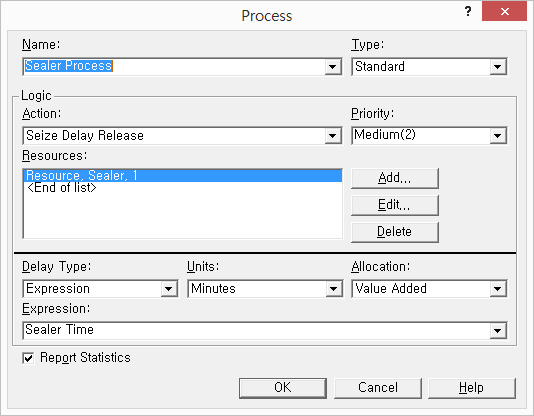 Process
?
Name:
Type:
Sealer Process
Standard
Logic
Action:
Priority:
Seize Delay Release
Medium(2)
Resources:
Resource, Sealer, 1
<End of list>
Add...
Edit...
Delete
Delay Type:
Units:
Allocation:
Expression
Minutes
Value Added
Expression:
Sealer Time
Report Statistics
OK
Cancel
Help